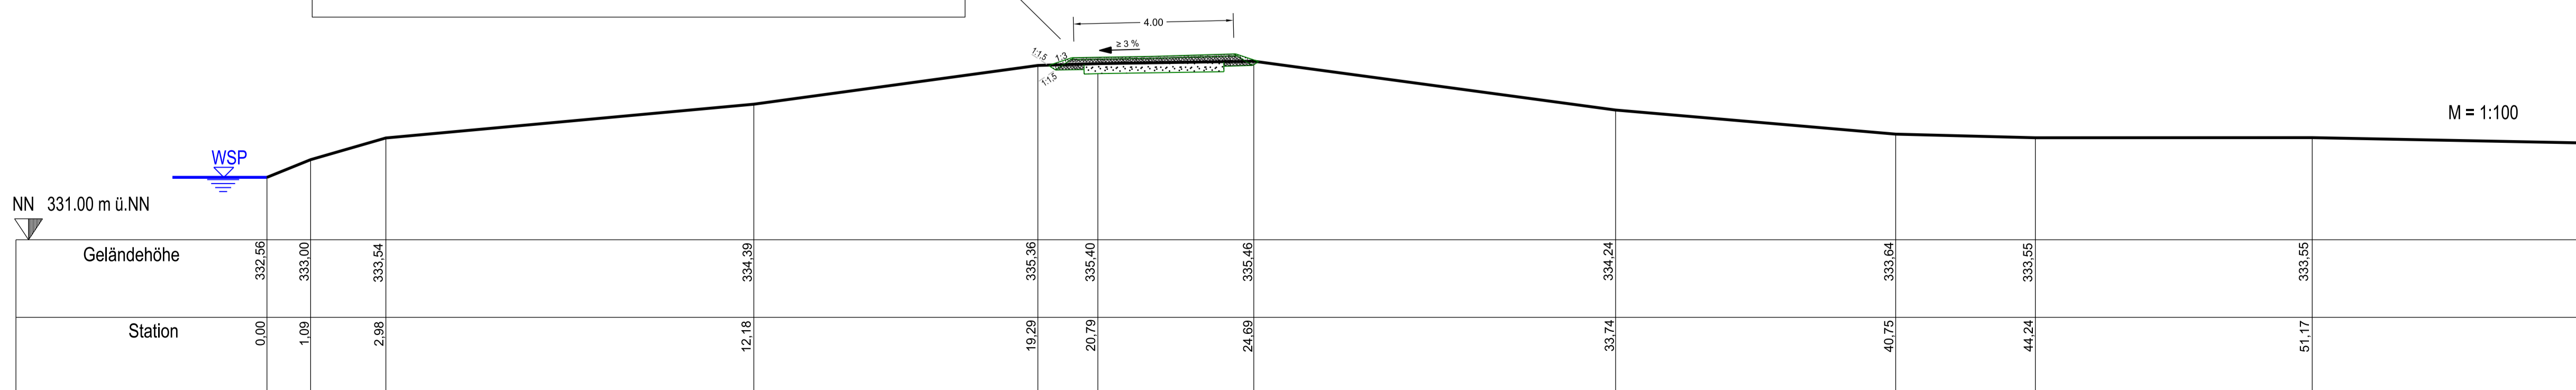 4.00
≥ 3 %
1:1,5
1:3
1:1,5
M = 1:100
WSP
NN 331.00 m ü.NN
Geländehöhe 332,56 333,00 333,54 334,39 335,36 335,40 335,46 334,24 333,64 333,55 333,55
Station 0,00 1,09 2,98 12,18 19,29 20,79 24,69 33,74 40,75 44,24 51,17